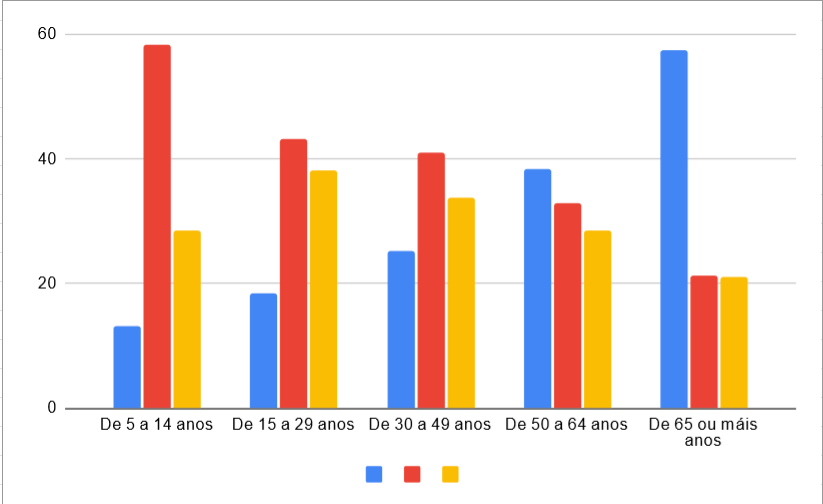 60
40
20
0
De 5 a 14 anos
De 15 a 29 anos
De 30 a 49 anos
De 50 a 64 anos
De 65 ou máis
anos